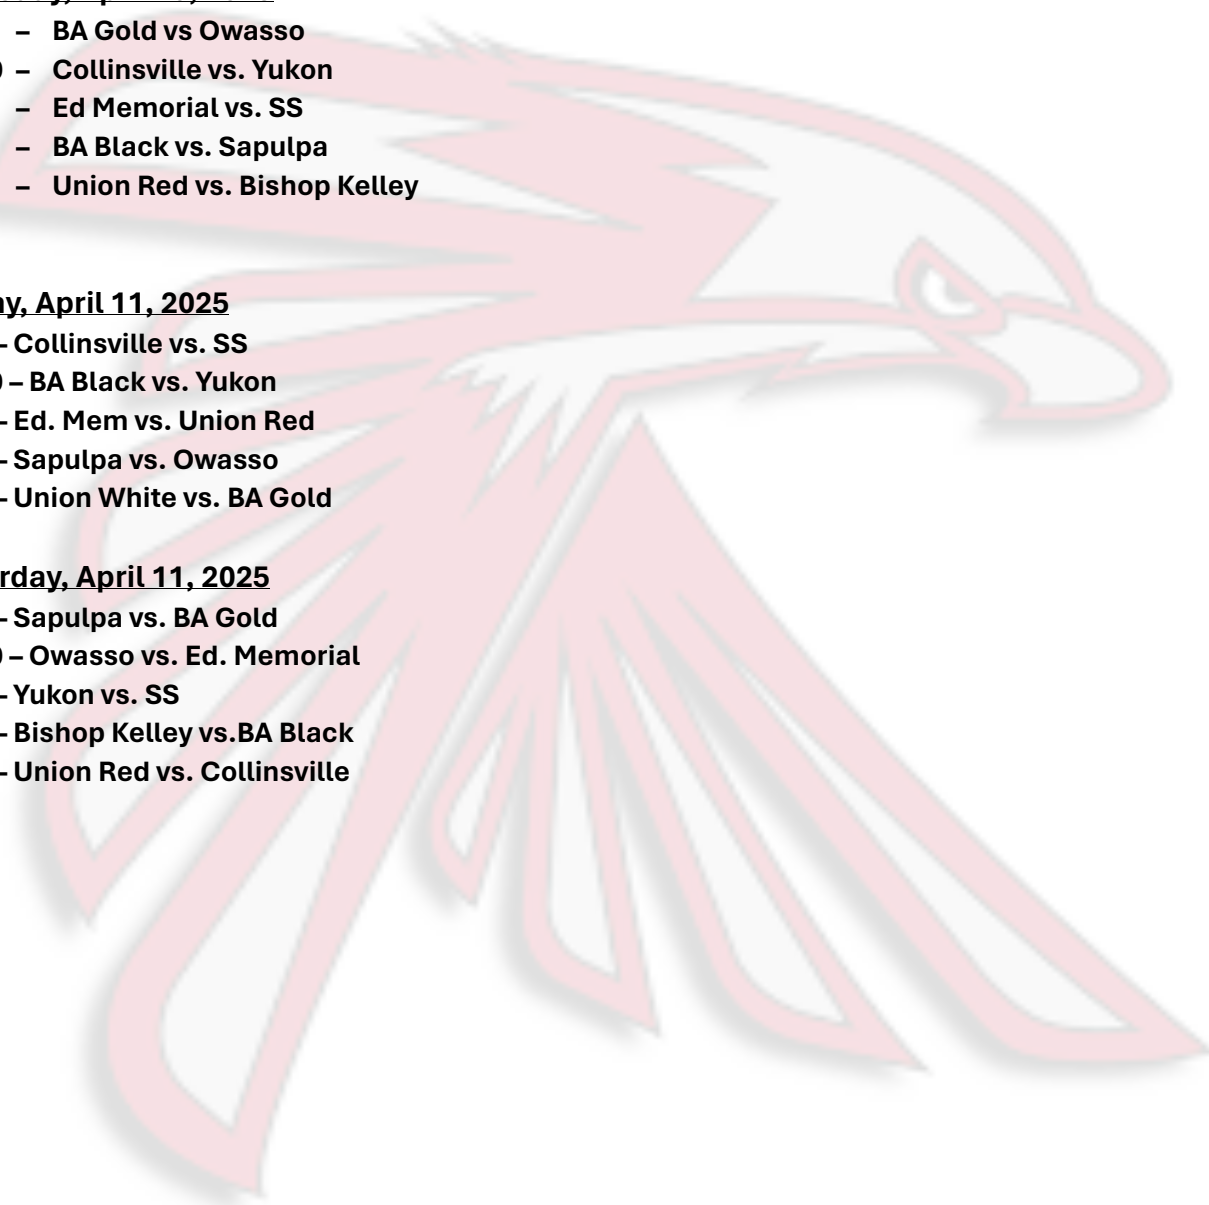 – BA Gold vs Owasso
– Collinsville vs. Yukon
– Ed Memorial vs. SS
– BA Black vs. Sapulpa
– Union Red vs. Bishop Kelley
April 11, 2025
– Collinsville vs. SS
– BA Black vs. Yukon
– Ed. Mem vs. Union Red
– Sapulpa vs. Owasso
– Union White vs. BA Gold
rday, April 11, 2025
– Sapulpa vs. BA Gold
– Owasso vs. Ed. Memorial
– Yukon vs. SS
– Bishop Kelley vs.BA Black
– Union Red vs. Collinsville